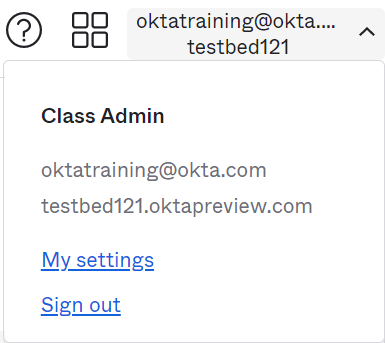 ?
oktatraining@okta....
testbed121
Class Admin
oktatraining@okta.com
testbed121.oktapreview.com
My settings
Sign out